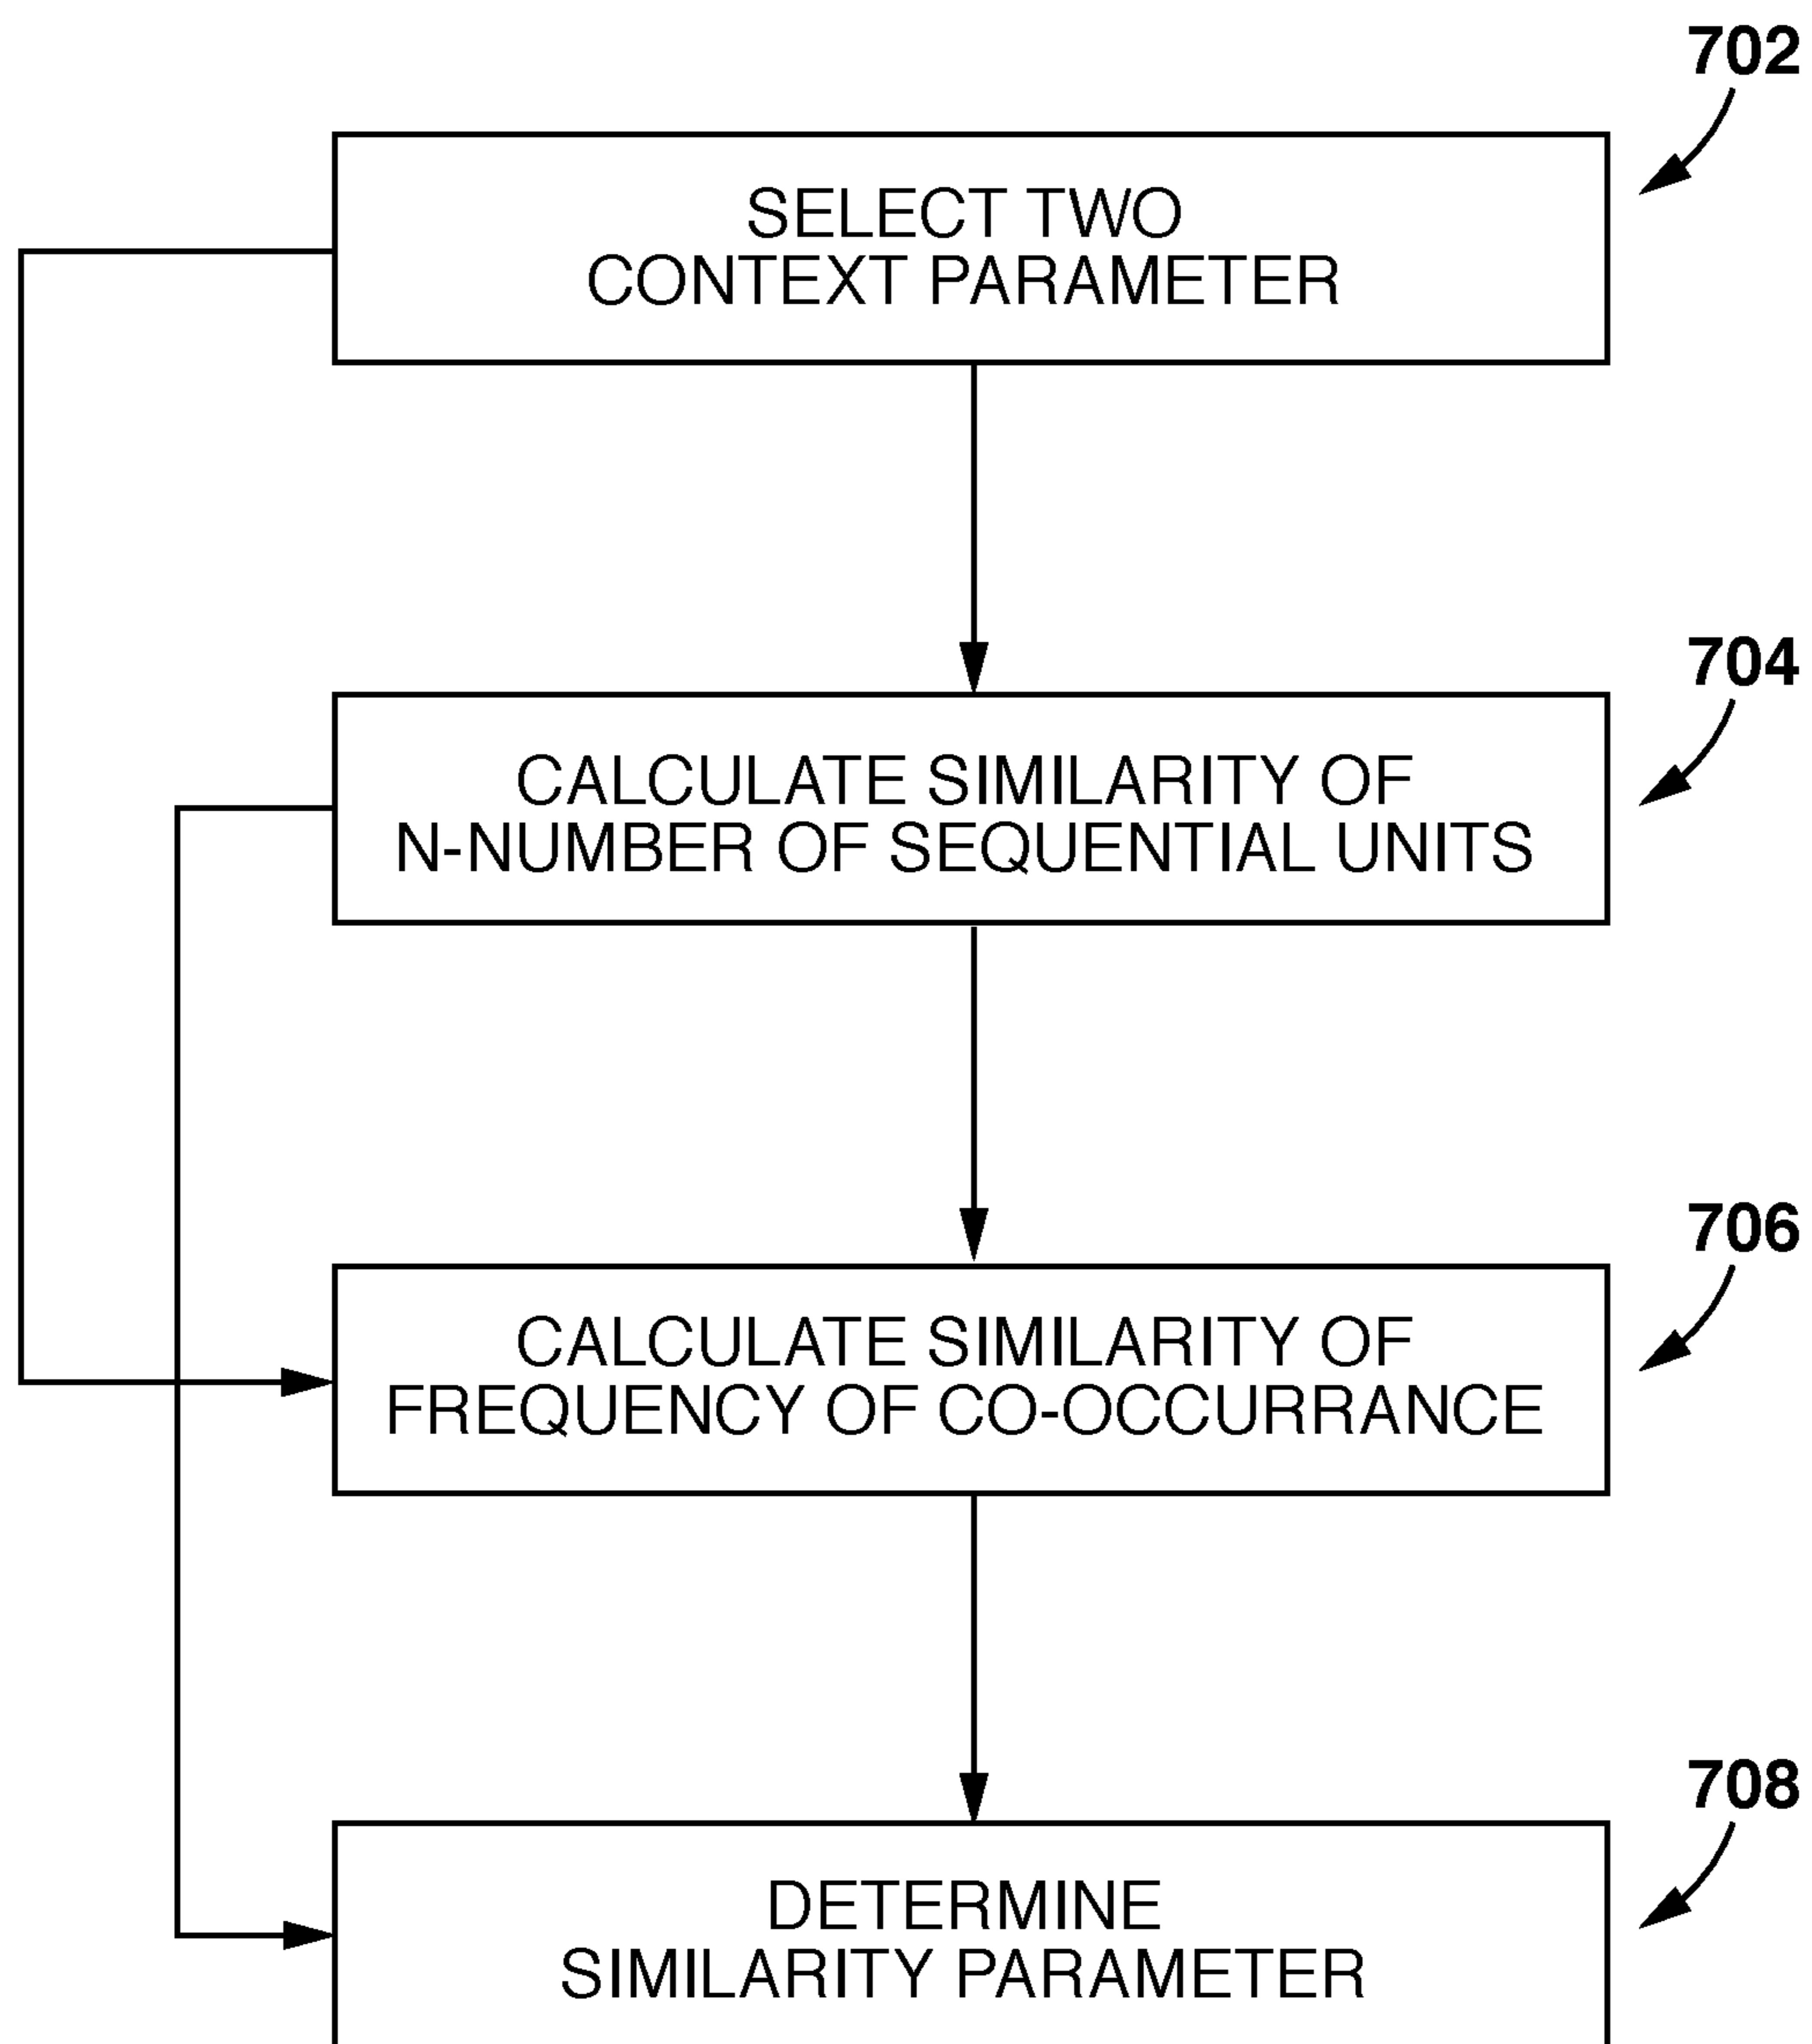 702
SELECT TWO
CONTEXT PARAMETER
704
CALCULATE SIMILARITY OF
N-NUMBER OF SEQUENTIAL UNITS
706
CALCULATE SIMILARITY OF
FREQUENCY OF CO-OCCURRANCE
708
DETERMINE
SIMILARITY PARAMETER